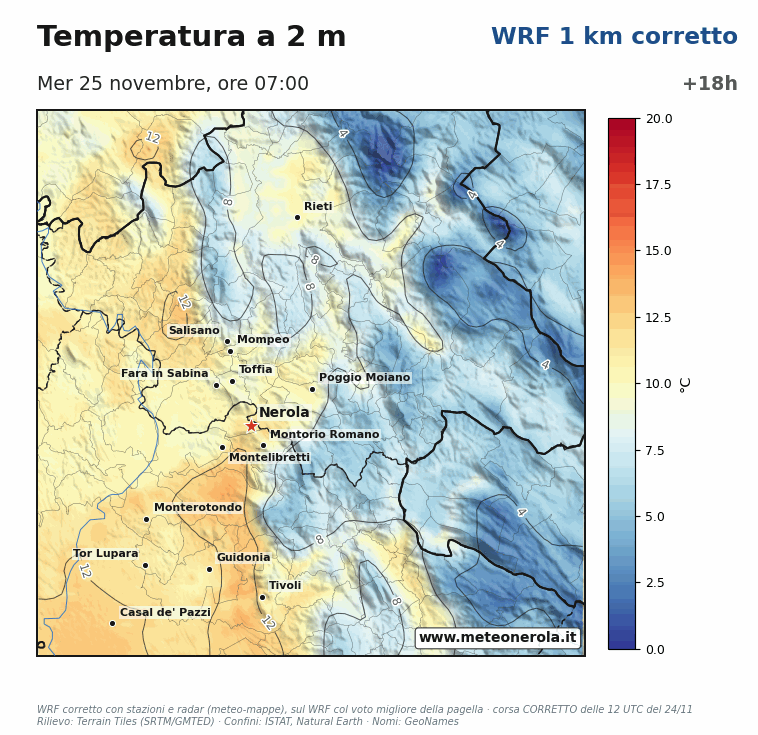 Temperatura a 2 m
WRF 1 km corretto
Mer 25 novembre, ore 07:00
+18h
12
4
8
Rieti
4
4
8
8
12
Salisano
Mompeo
Toffia
Fara in Sabina
Poggio Moiano
4
Nerola
Montorio Romano
Montelibretti
Monterotondo
4
8
Tor Lupara
Guidonia
12
Tivoli
8
Casal de' Pazzi
12
www.meteonerola.it
20.0
17.5
15.0
12.5
10.0
7.5
5.0
2.5
0.0
°C
WRF corretto con stazioni e radar (meteo-mappe), sul WRF col voto migliore della pagella · corsa CORRETTO delle 12 UTC del 24/11
Rilievo: Terrain Tiles (SRTM/GMTED) · Confini: ISTAT, Natural Earth · Nomi: GeoNames